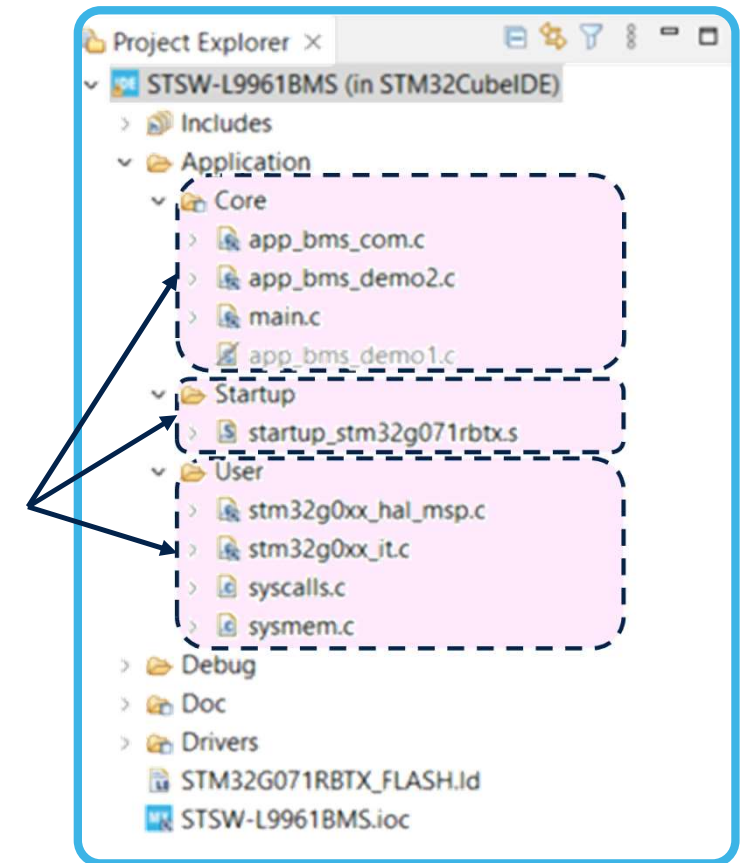 Project Explorer
STSW-L9961BMS (in STM32CubeIDE)
Includes
Application
Core
app_bms_com.c
app_bms_demo2.c
main.c
app_bms_demo1.c
Startup
startup_stm32g071rbtx.s
User
stm32g0xx_hal_msp.c
stm32g0xx_it.c
syscalls.c
sysmem.c
Debug
Doc
Drivers
STM32G071RBTX_FLASH.ld
STSW-L9961BMS.ioc